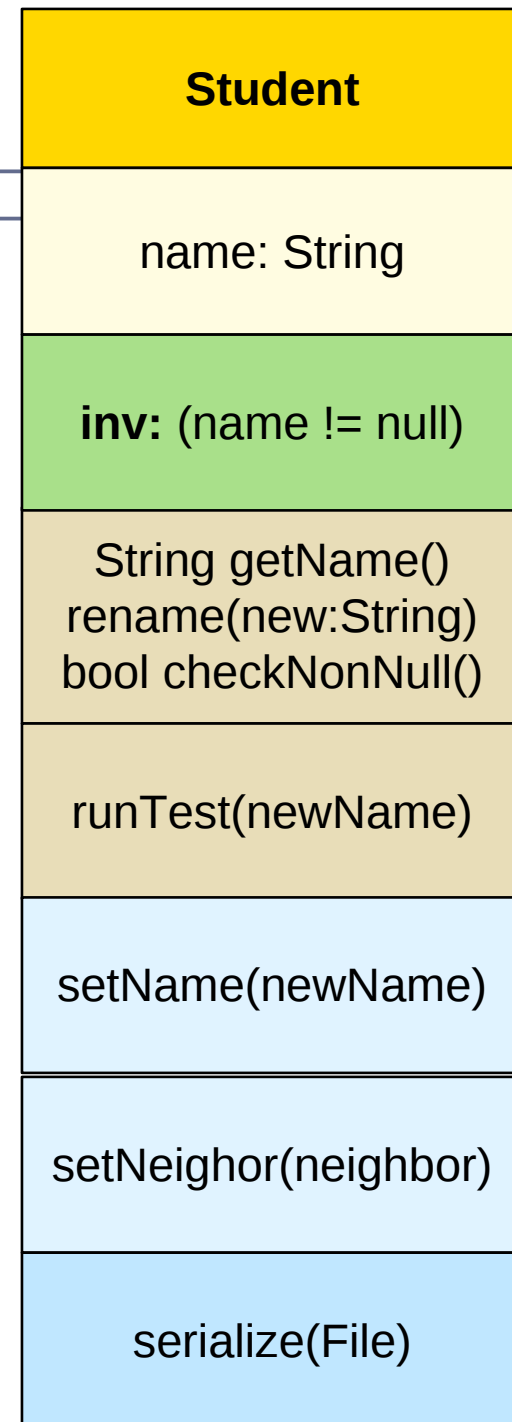 Student
name: String
inv: (name != null)
String getName()
rename(new:String)
bool checkNonNull()
runTest(newName)
setName(newName)
setNeighor(neighbor)
serialize(File)